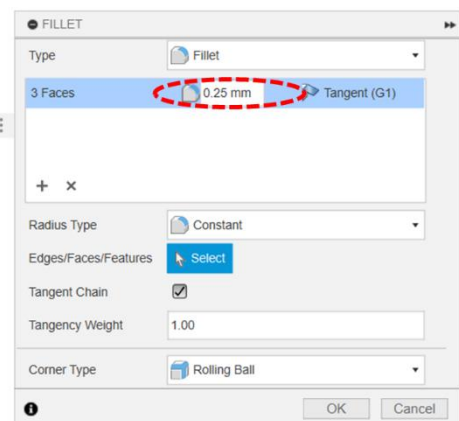 FILLET
Type Fillet
3 Faces 0.25 mm Tangent (G1)
Radius Type Constant
Edges/Faces/Features Select
Tangent Chain
Tangency Weight 1.00
Corner Type Rolling Ball
OK Cancel